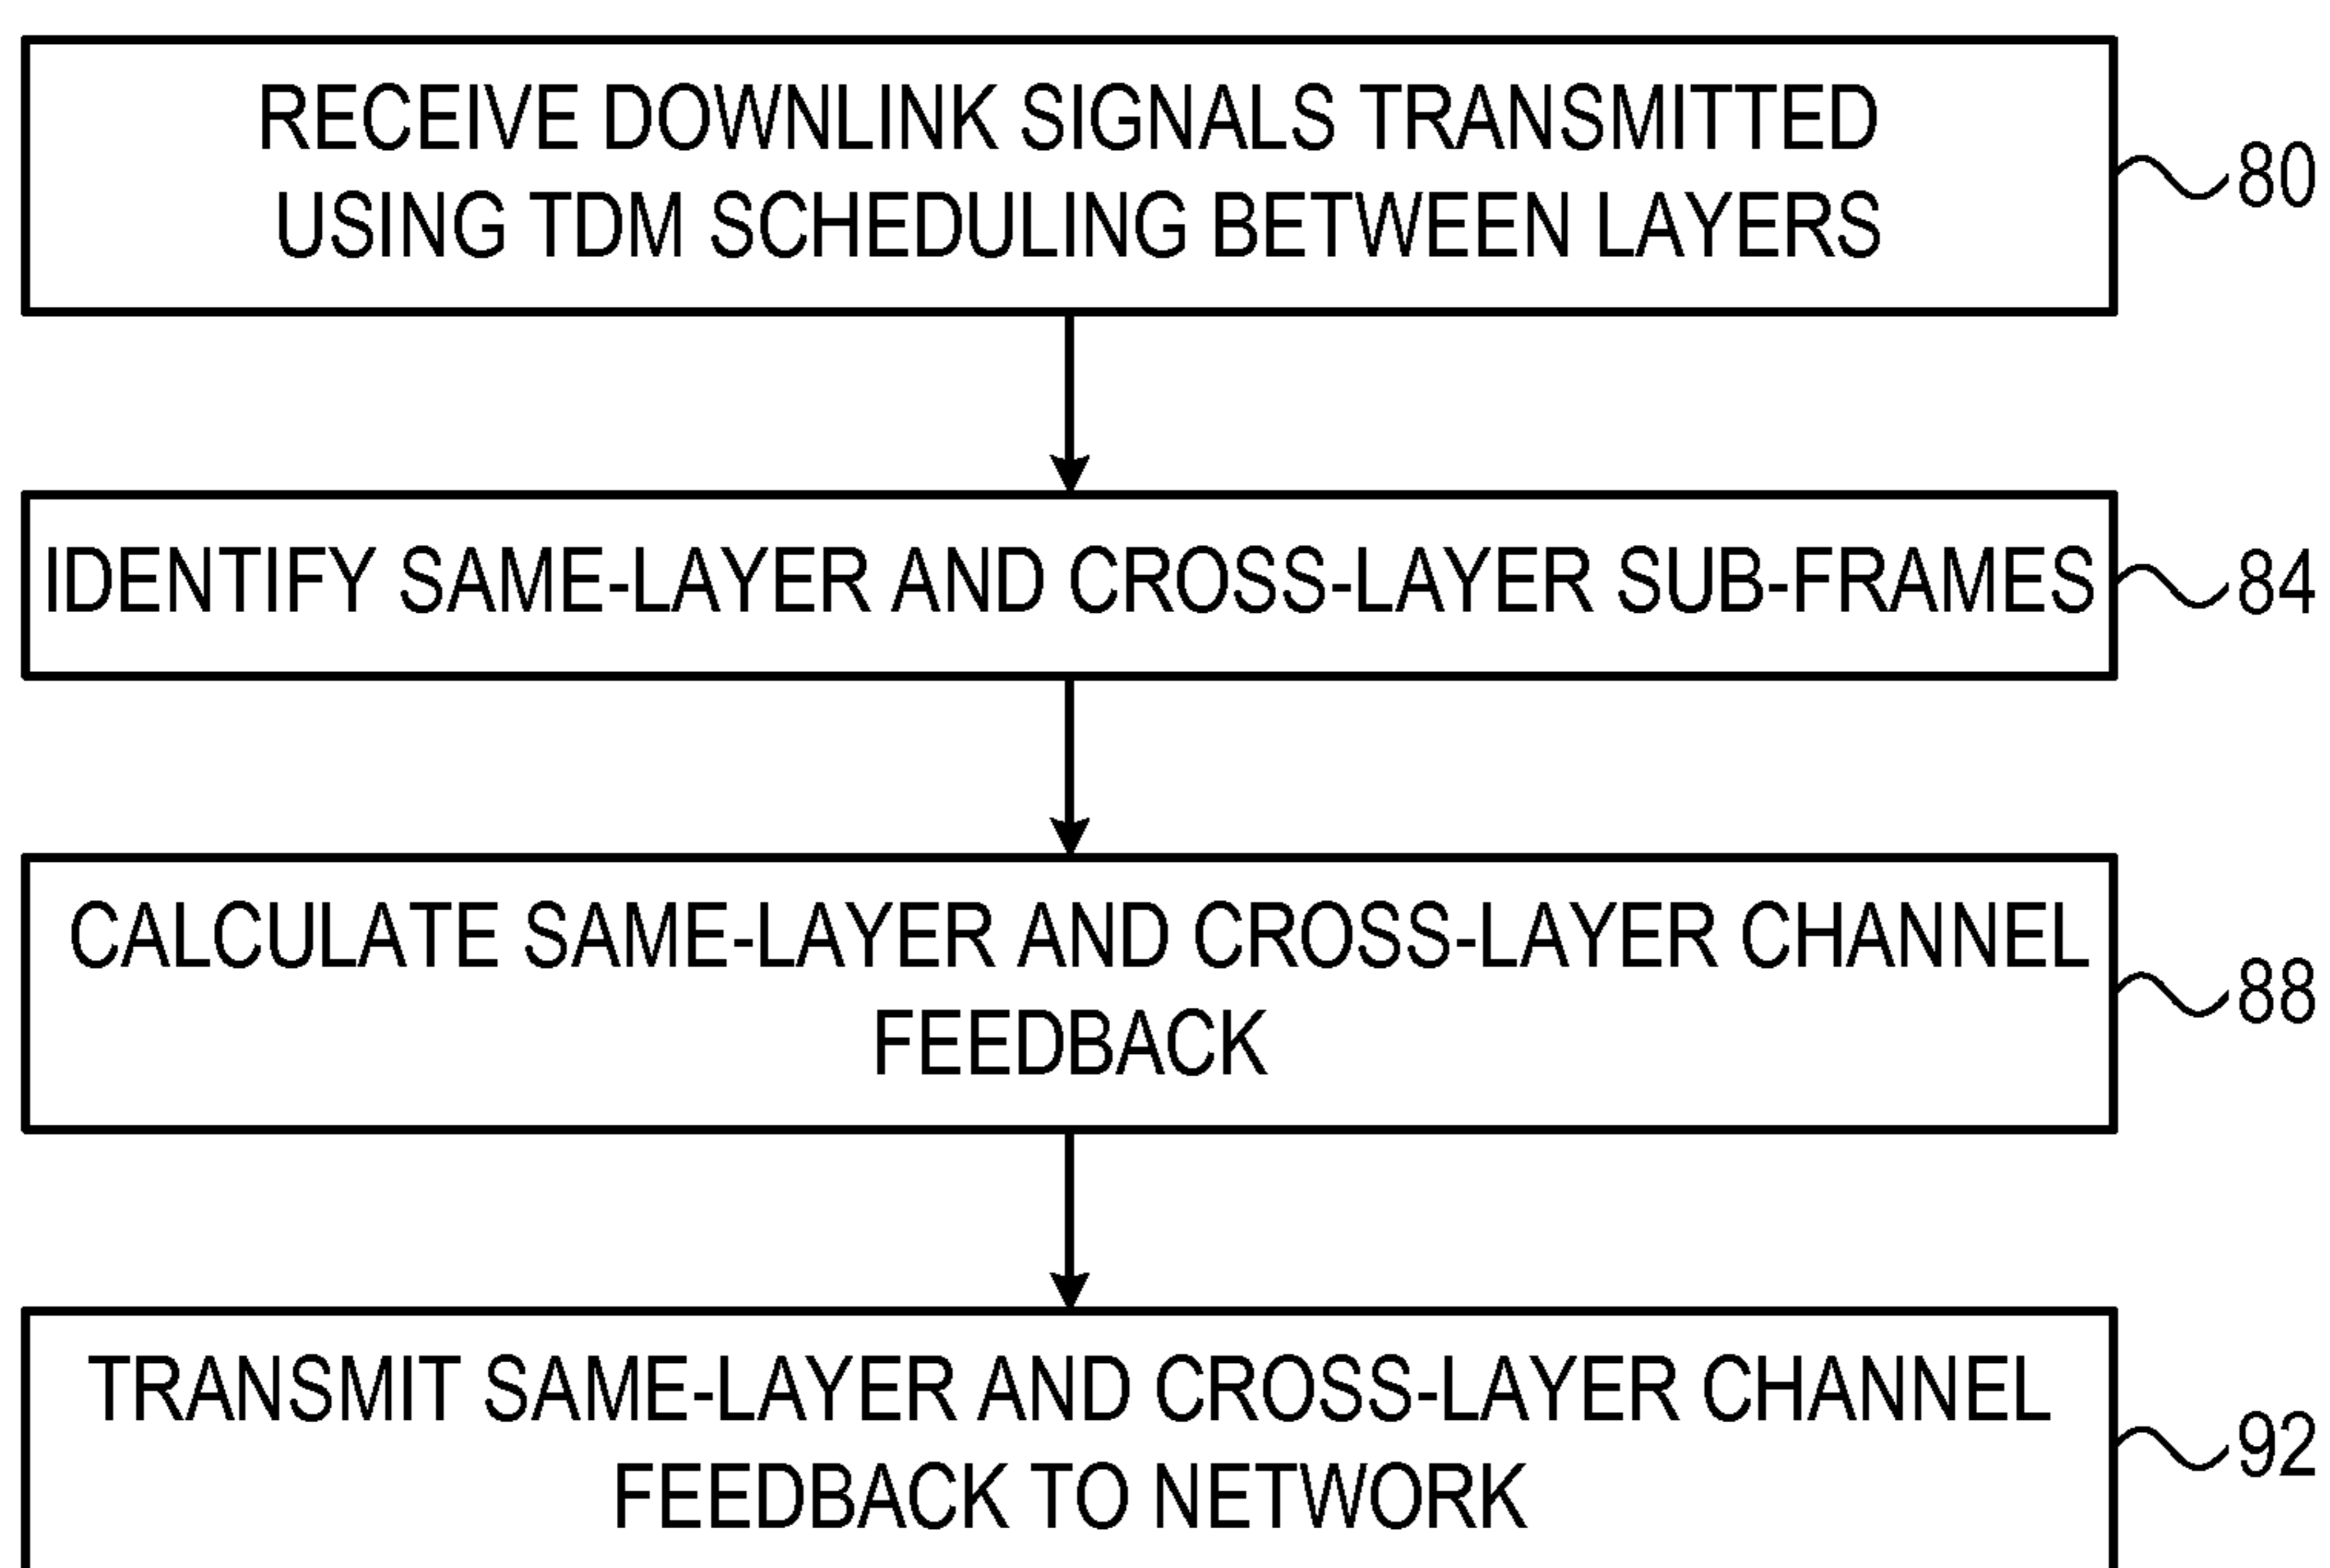 RECEIVE DOWNLINK SIGNALS TRANSMITTED
USING TDM SCHEDULING BETWEEN LAYERS
80
IDENTIFY SAME-LAYER AND CROSS-LAYER SUB-FRAMES
84
CALCULATE SAME-LAYER AND CROSS-LAYER CHANNEL
FEEDBACK
88
TRANSMIT SAME-LAYER AND CROSS-LAYER CHANNEL
FEEDBACK TO NETWORK
92